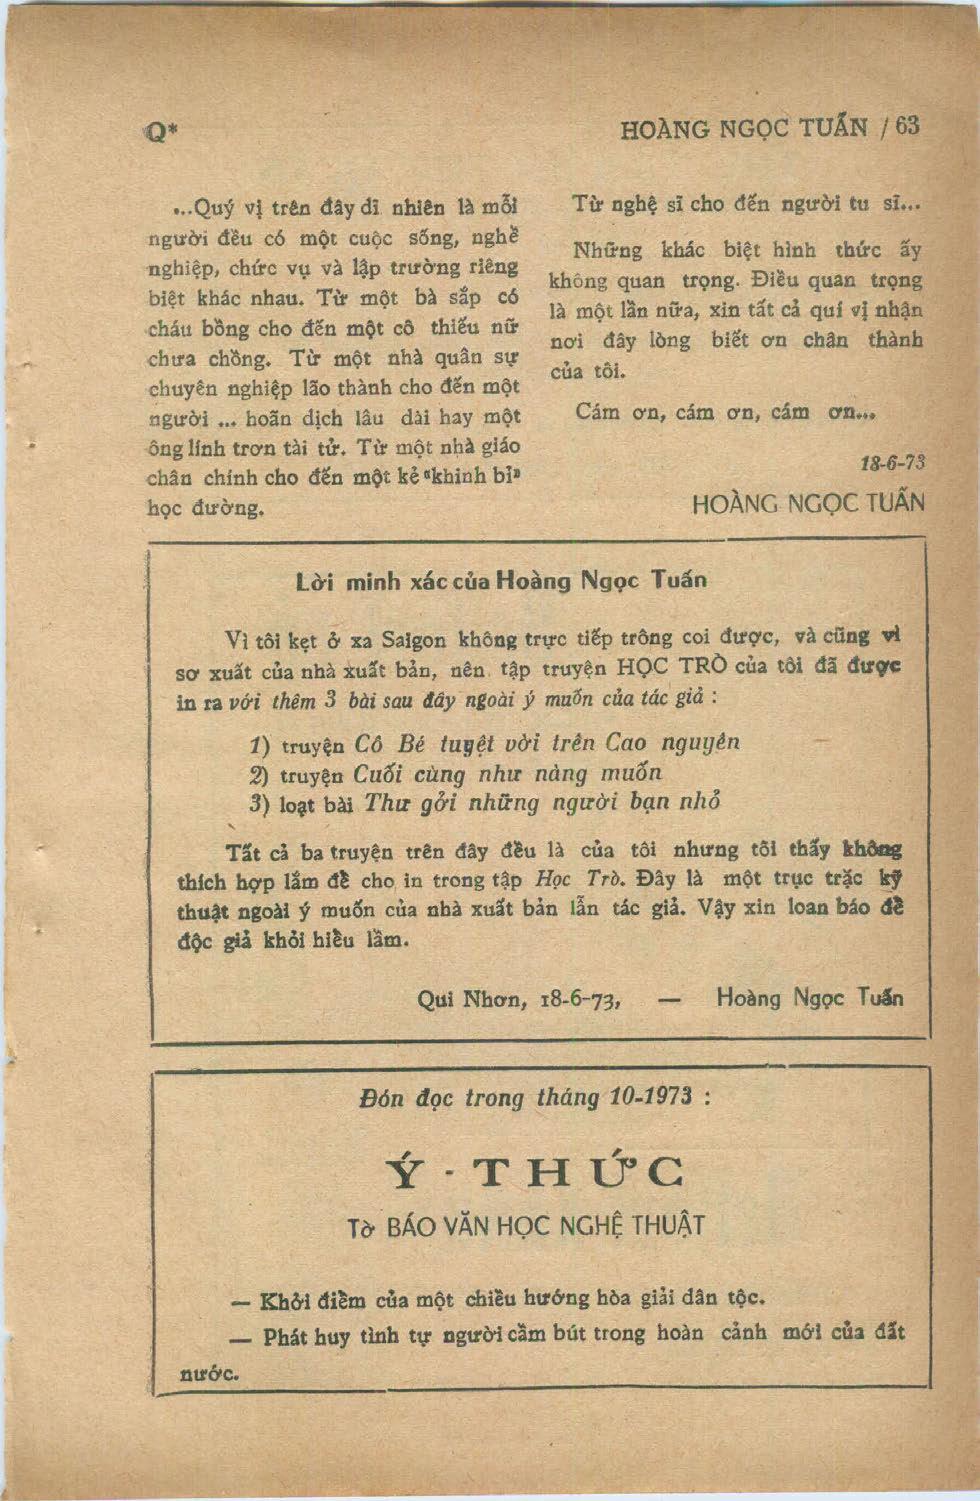 Q*
HOÀNG NGỌC TUẤN / 63
...Quý vị trên đây dĩ nhiên là mỗi
người đều có một cuộc sống, nghề
nghiệp, chức vụ và lập trường riêng
biệt khác nhau. Từ một bà sắp có
cháu bồng cho đến một cô thiếu nữ
chưa chồng. Từ một nhà quân sự
chuyên nghiệp lão thành cho đến một
người ... hoãn dịch lâu dài hay một
ông lính trơn tài tử. Từ một nhà giáo
chân chính cho đến một kẻ «khinh bỉ»
học đường.
Từ nghệ sĩ cho đến người tu sĩ...
Những khác biệt hình thức ấy
không quan trọng. Điều quan trọng
là một lần nữa, xin tất cả quí vị nhận
nơi đây lòng biết ơn chân thành
của tôi.
Cám ơn, cám ơn, cám ơn...
18-6-73
HOÀNG NGỌC TUẤN
Lời minh xác của Hoàng Ngọc Tuấn
Vì tôi kẹt ở xa Saigon không trực tiếp trông coi được, và cũng vì
sơ xuất của nhà xuất bản, nên tập truyện HỌC TRÒ của tôi đã được
in ra với thêm 3 bài sau đây ngoài ý muốn của tác giả :
1) truyện Cô Bé tuyệt vời trên Cao nguyên
2) truyện Cuối cùng như nàng muốn
3) loạt bài Thư gởi những người bạn nhỏ
Tất cả ba truyện trên đây đều là của tôi nhưng tôi thấy không
thích hợp lắm để cho in trong tập Học Trò. Đây là một trục trặc kỹ
thuật ngoài ý muốn của nhà xuất bản lẫn tác giả. Vậy xin loan báo để
độc giả khỏi hiểu lầm.
Qui Nhơn, 18-6-73, — Hoàng Ngọc Tuấn
Đón đọc trong tháng 10-1973 :
Ý - THỨC
Tờ BÁO VĂN HỌC NGHỆ THUẬT
— Khởi điểm của một chiều hướng hòa giải dân tộc.
— Phát huy tình tự người cầm bút trong hoàn cảnh mới của đất
nước.